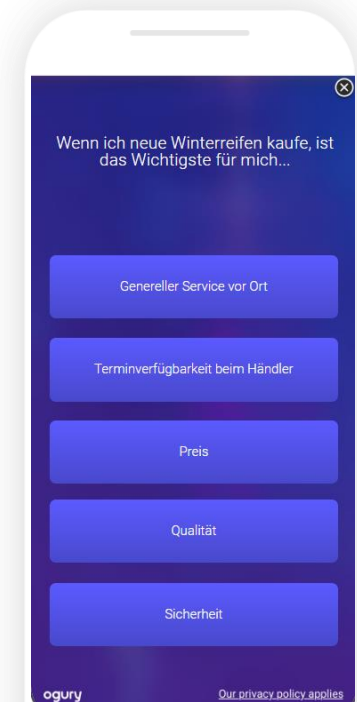 Wenn ich neue Winterreifen kaufe, ist
das Wichtigste für mich...
Genereller Service vor Ort
Terminverfügbarkeit beim Händler
Preis
Qualität
Sicherheit
ogury
Our privacy policy applies